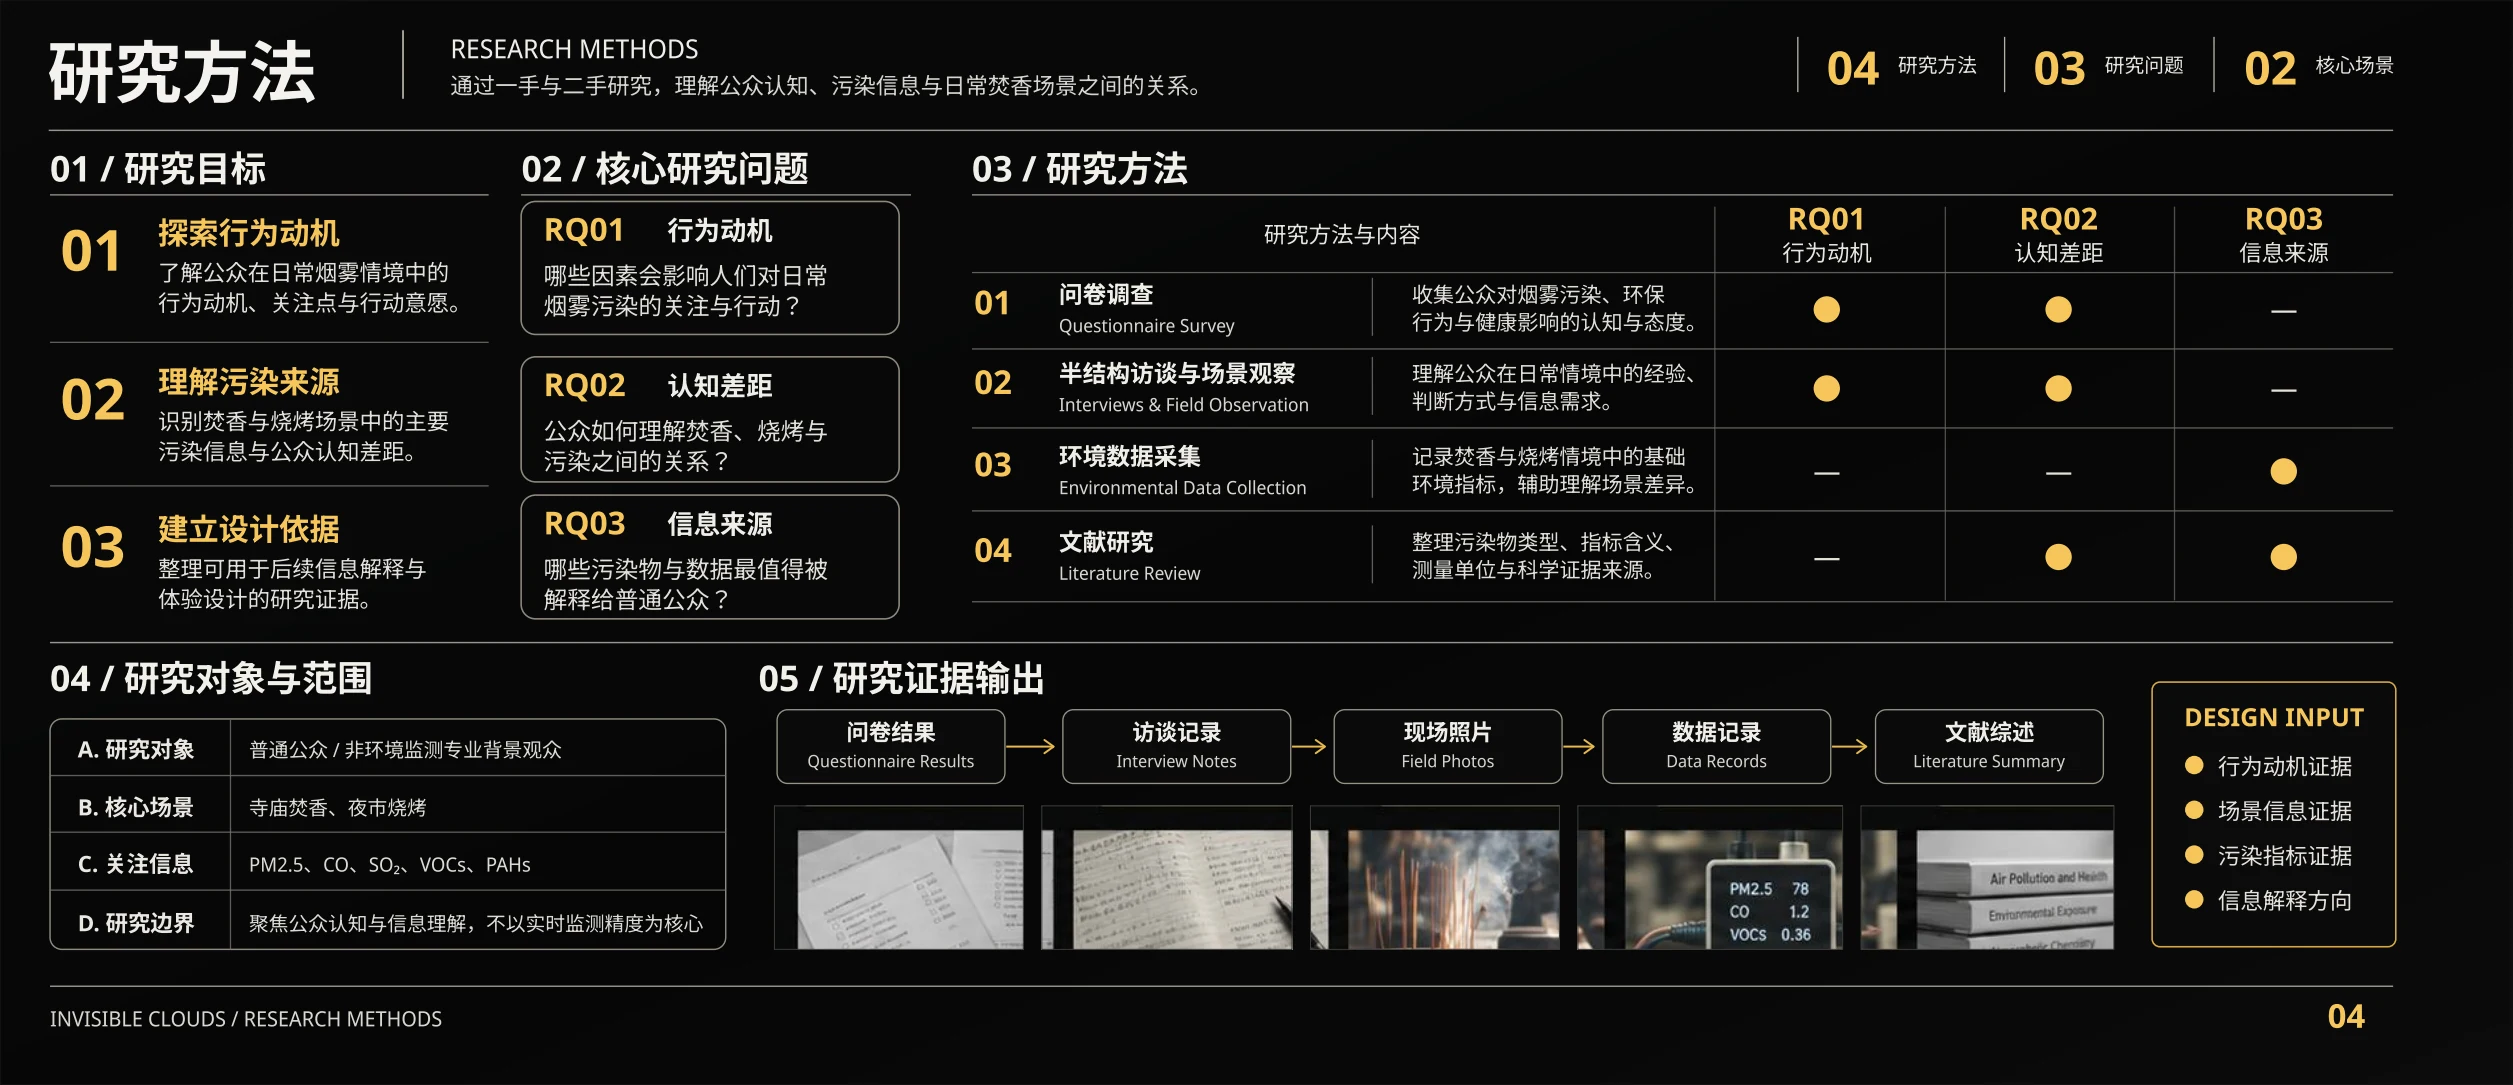 研究方法
RESEARCH METHODS
通过一手与二手研究，理解公众认知、污染信息与日常焚香场景之间的关系。
04 研究方法
03 研究问题
02 核心场景
01 / 研究目标
01
探索行为动机
了解公众在日常烟雾情境中的
行为动机、关注点与行动意愿。
02
理解污染来源
识别焚香与烧烤场景中的主要
污染信息与公众认知差距。
03
建立设计依据
整理可用于后续信息解释与
体验设计的研究证据。
02 / 核心研究问题
RQ01 行为动机
哪些因素会影响人们对日常
烟雾污染的关注与行动？
RQ02 认知差距
公众如何理解焚香、烧烤与
污染之间的关系？
RQ03 信息来源
哪些污染物与数据最值得被
解释给普通公众？
03 / 研究方法
研究方法与内容
RQ01
行为动机
RQ02
认知差距
RQ03
信息来源
01
问卷调查
Questionnaire Survey
收集公众对烟雾污染、环保
行为与健康影响的认知与态度。
—
02
半结构访谈与场景观察
Interviews & Field Observation
理解公众在日常情境中的经验、
判断方式与信息需求。
—
03
环境数据采集
Environmental Data Collection
记录焚香与烧烤情境中的基础
环境指标，辅助理解场景差异。
— —
04
文献研究
Literature Review
整理污染物类型、指标含义、
测量单位与科学证据来源。
—
04 / 研究对象与范围
A. 研究对象 普通公众 / 非环境监测专业背景观众
B. 核心场景 寺庙焚香、夜市烧烤
C. 关注信息 PM2.5、CO、SO₂、VOCs、PAHs
D. 研究边界 聚焦公众认知与信息理解，不以实时监测精度为核心
05 / 研究证据输出
问卷结果
Questionnaire Results
访谈记录
Interview Notes
现场照片
Field Photos
数据记录
Data Records
文献综述
Literature Summary
PM2.5 78
CO 1.2
VOCs 0.36
Air Pollution and Health
Environmental Exposure
Atmospheric Chemistry
DESIGN INPUT
行为动机证据
场景信息证据
污染指标证据
信息解释方向
INVISIBLE CLOUDS / RESEARCH METHODS
04